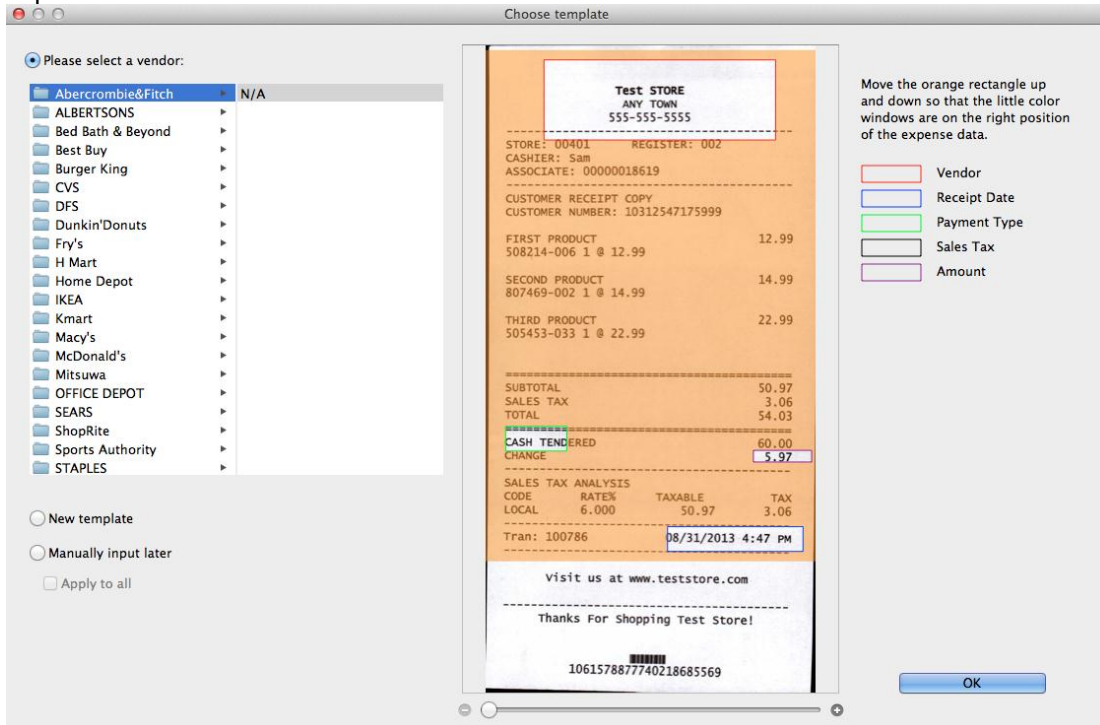 Choose template
Please select a vendor:
Abercrombie&Fitch
N/A
ALBERTSONS
Bed Bath & Beyond
Best Buy
Burger King
CVS
DFS
Dunkin'Donuts
Fry's
H Mart
Home Depot
IKEA
Kmart
Macy's
McDonald's
Mitsuwa
OFFICE DEPOT
SEARS
ShopRite
Sports Authority
STAPLES
New template
Manually input later
Apply to all
Test STORE
ANY TOWN
555-555-5555
STORE: 00401 REGISTER: 002
CASHIER: Sam
ASSOCIATE: 00000018619
CUSTOMER RECEIPT COPY
CUSTOMER NUMBER: 10312547175999
FIRST PRODUCT 12.99
508214-006 1 @ 12.99
SECOND PRODUCT 14.99
807469-002 1 @ 14.99
THIRD PRODUCT 22.99
505453-033 1 @ 22.99
SUBTOTAL 50.97
SALES TAX 3.06
TOTAL 54.03
CASH TENDERED 60.00
CHANGE 5.97
SALES TAX ANALYSIS
CODE RATE% TAXABLE TAX
LOCAL 6.000 50.97 3.06
Tran: 100786 08/31/2013 4:47 PM
Visit us at www.teststore.com
Thanks For Shopping Test Store!
1061578877740218685569
Move the orange rectangle up
and down so that the little color
windows are on the right position
of the expense data.
Vendor
Receipt Date
Payment Type
Sales Tax
Amount
OK